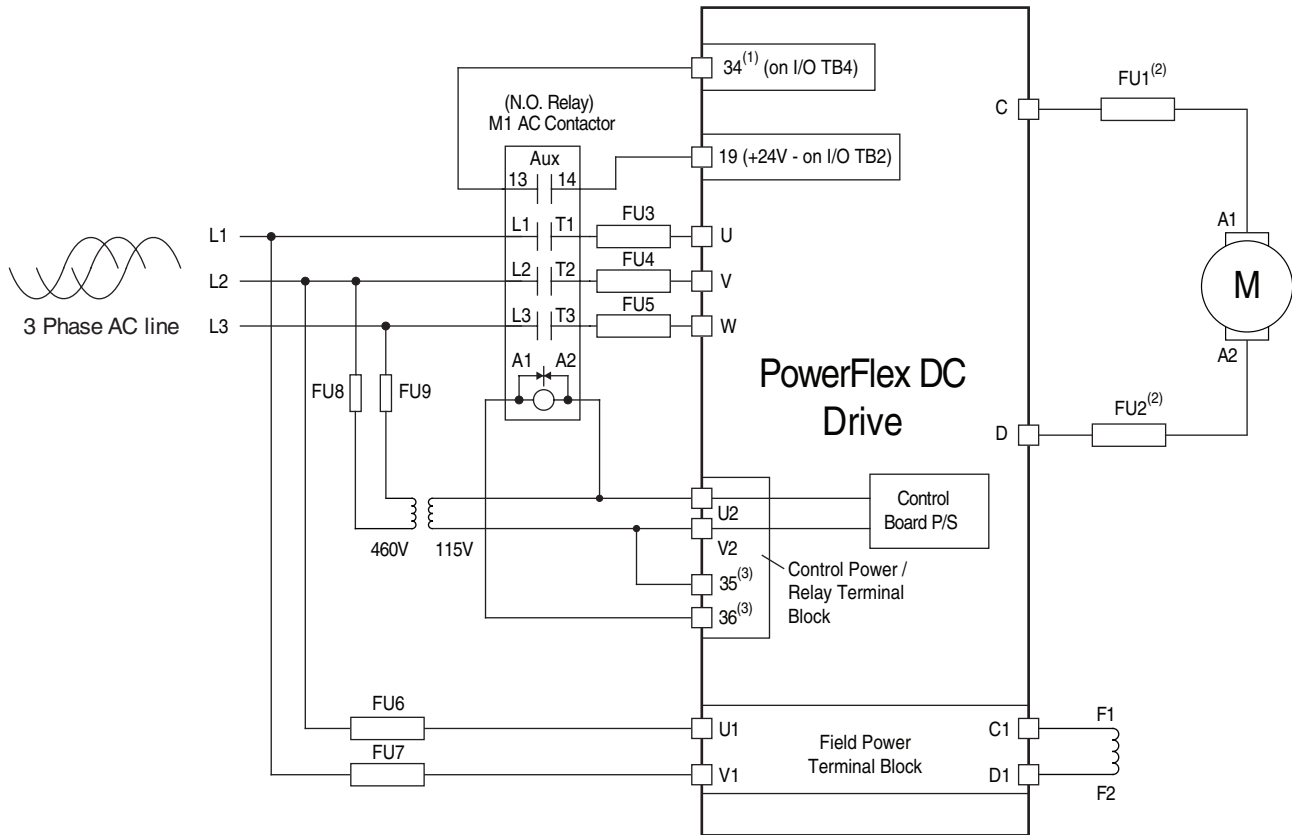 34(1) (on I/O TB4)
(N.O. Relay)
M1 AC Contactor
Aux
13 14
19 (+24V - on I/O TB2)
C
FU1(2)
L1
L1 T1
FU3
U
L2
L2 T2
FU4
V
3 Phase AC line
L3
L3 T3
FU5
W
A1 A2
FU8
FU9
PowerFlex DC
Drive
A1
M
A2
D
FU2(2)
460V
115V
U2
V2
35(3)
36(3)
Control
Board P/S
Control Power /
Relay Terminal
Block
FU6
FU7
U1
V1
Field Power
Terminal Block
C1
D1
F1
F2